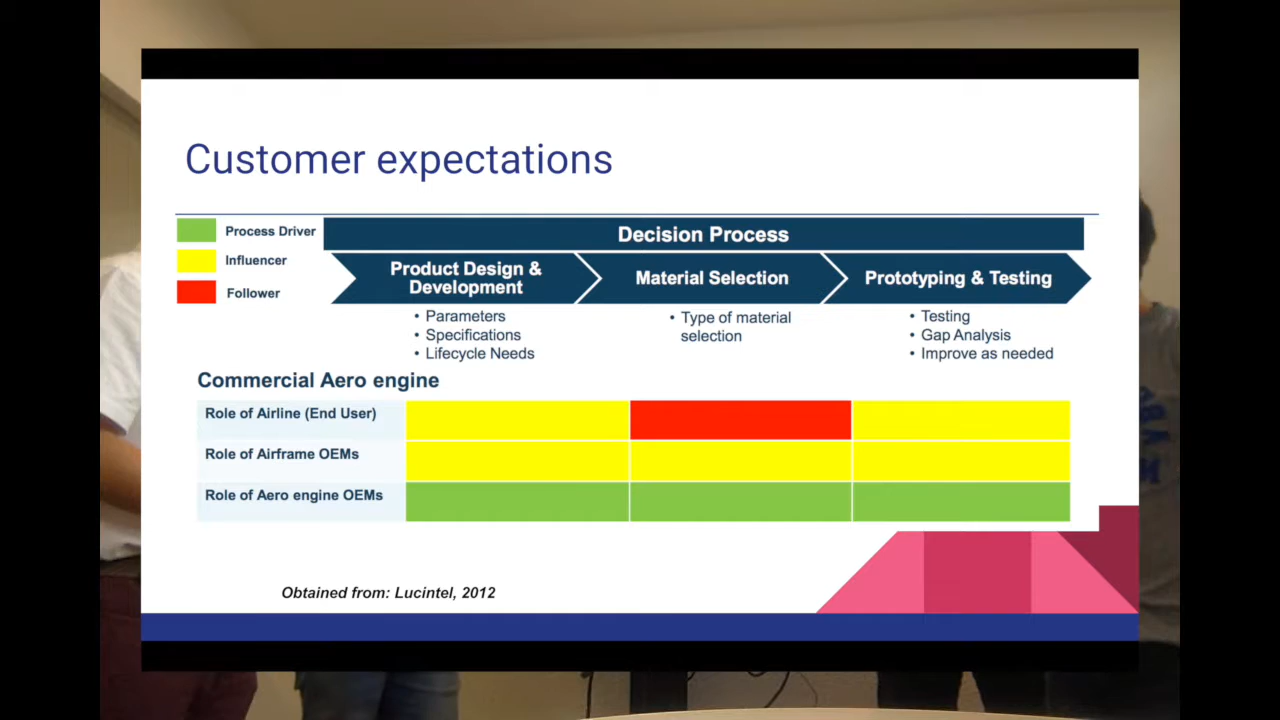 Customer expectations
Process Driver
Influencer
Follower
Decision Process
Product Design &
Development
Material Selection
Prototyping & Testing
• Parameters
• Specifications
• Lifecycle Needs
• Type of material
selection
• Testing
• Gap Analysis
• Improve as needed
Commercial Aero engine
Role of Airline (End User)
Role of Airframe OEMs
Role of Aero engine OEMs
Obtained from: Lucintel, 2012